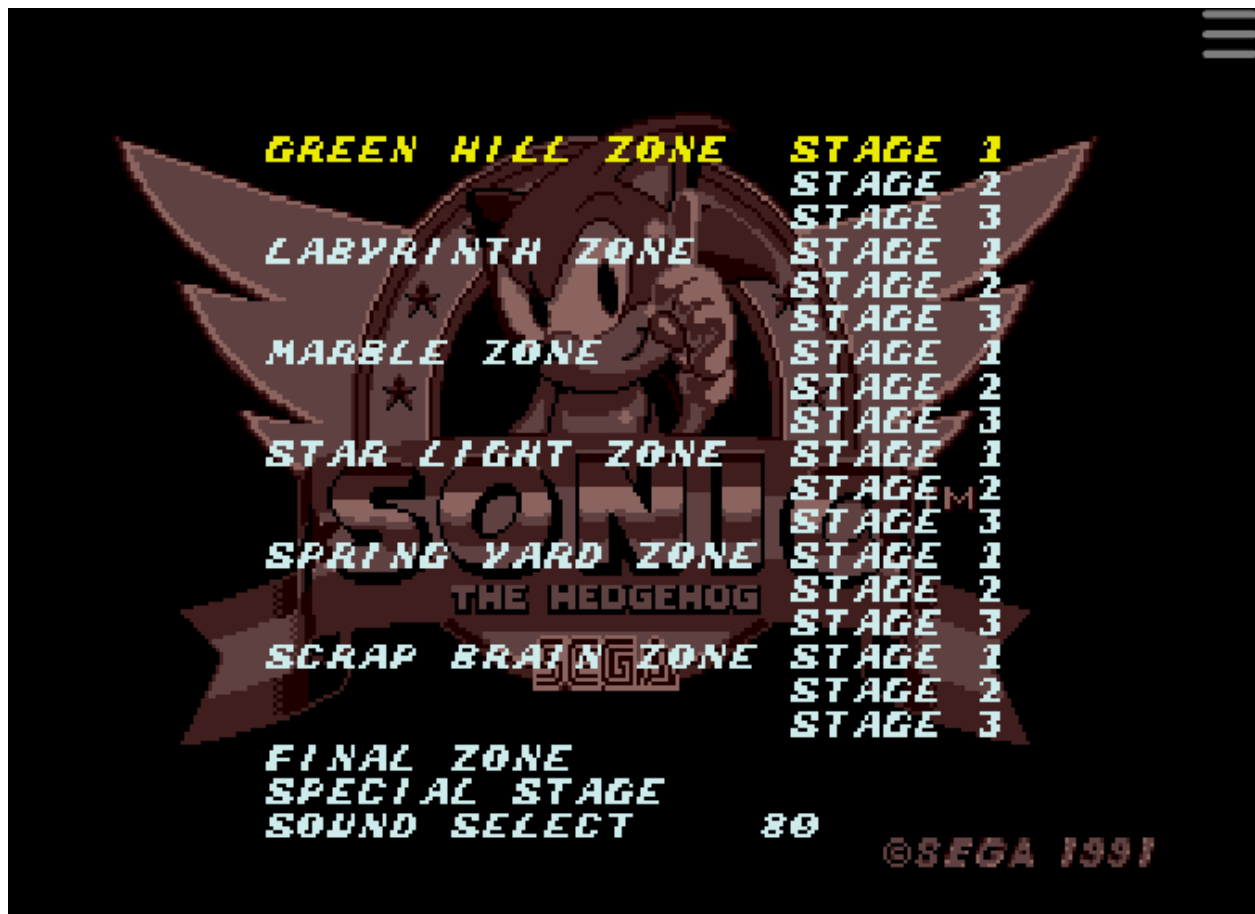 GREEN HILL ZONE STAGE 1
STAGE 2
STAGE 3
LABYRINTH ZONE STAGE 1
STAGE 2
STAGE 3
MARBLE ZONE STAGE 1
STAGE 2
STAGE 3
STAR LIGHT ZONE STAGE 1
STAGE 2
TM
STAGE 3
SONIC
SPRING YARD ZONE STAGE 1
STAGE 2
THE HEDGEHOG
STAGE 3
SCRAP BRAIN ZONE STAGE 1
SEGA
STAGE 2
STAGE 3
FINAL ZONE
SPECIAL STAGE
SOUND SELECT 80
©SEGA 1991